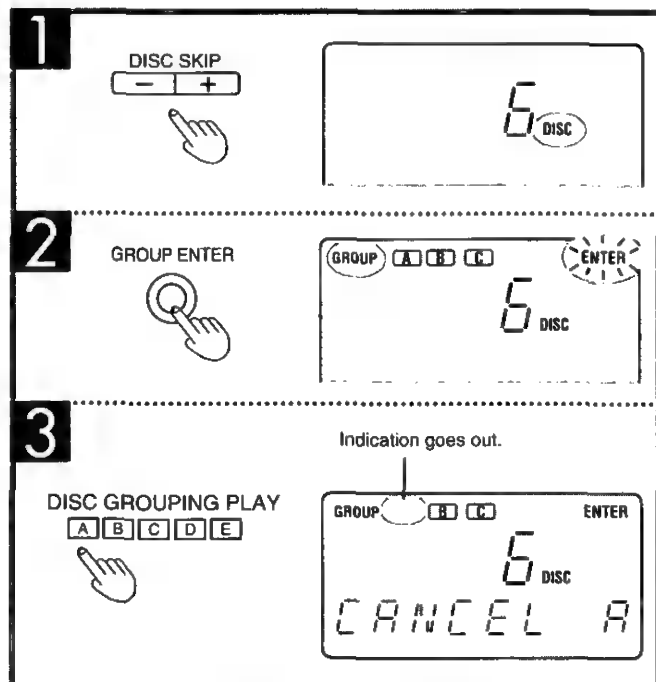 1
DISC SKIP
− +
6 DISC
2
GROUP ENTER
GROUP A B C ENTER
6 DISC
3
Indication goes out.
DISC GROUPING PLAY
A B C D E
GROUP B C ENTER
6 DISC
CANCEL A